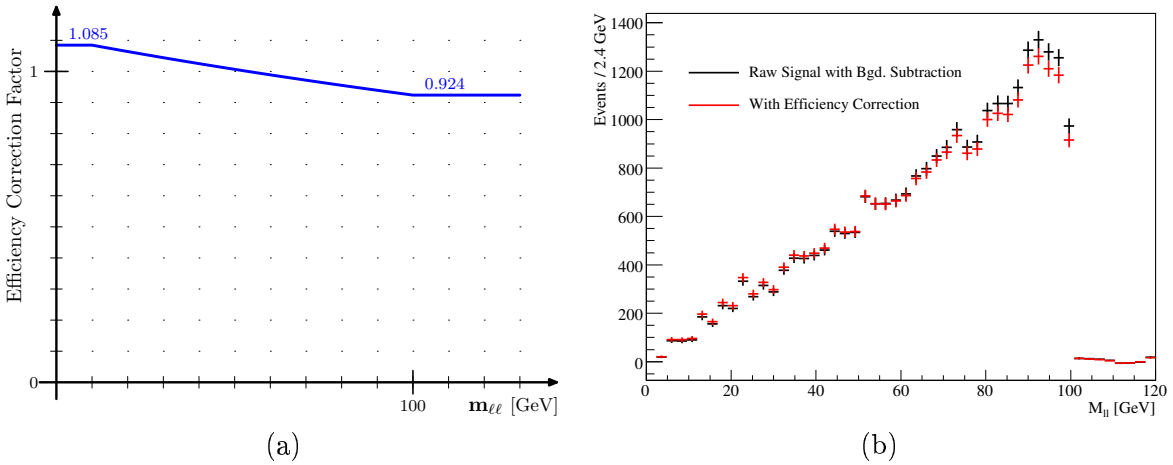 Efficiency Correction Factor
1.085
1
0.924
0
100
m_ℓℓ [GeV]
(a)
Events / 2.4 GeV
1400
1200
1000
800
600
400
200
0
Raw Signal with Bgd. Subtraction
With Efficiency Correction
0 20 40 60 80 100 120
M_ll [GeV]
(b)